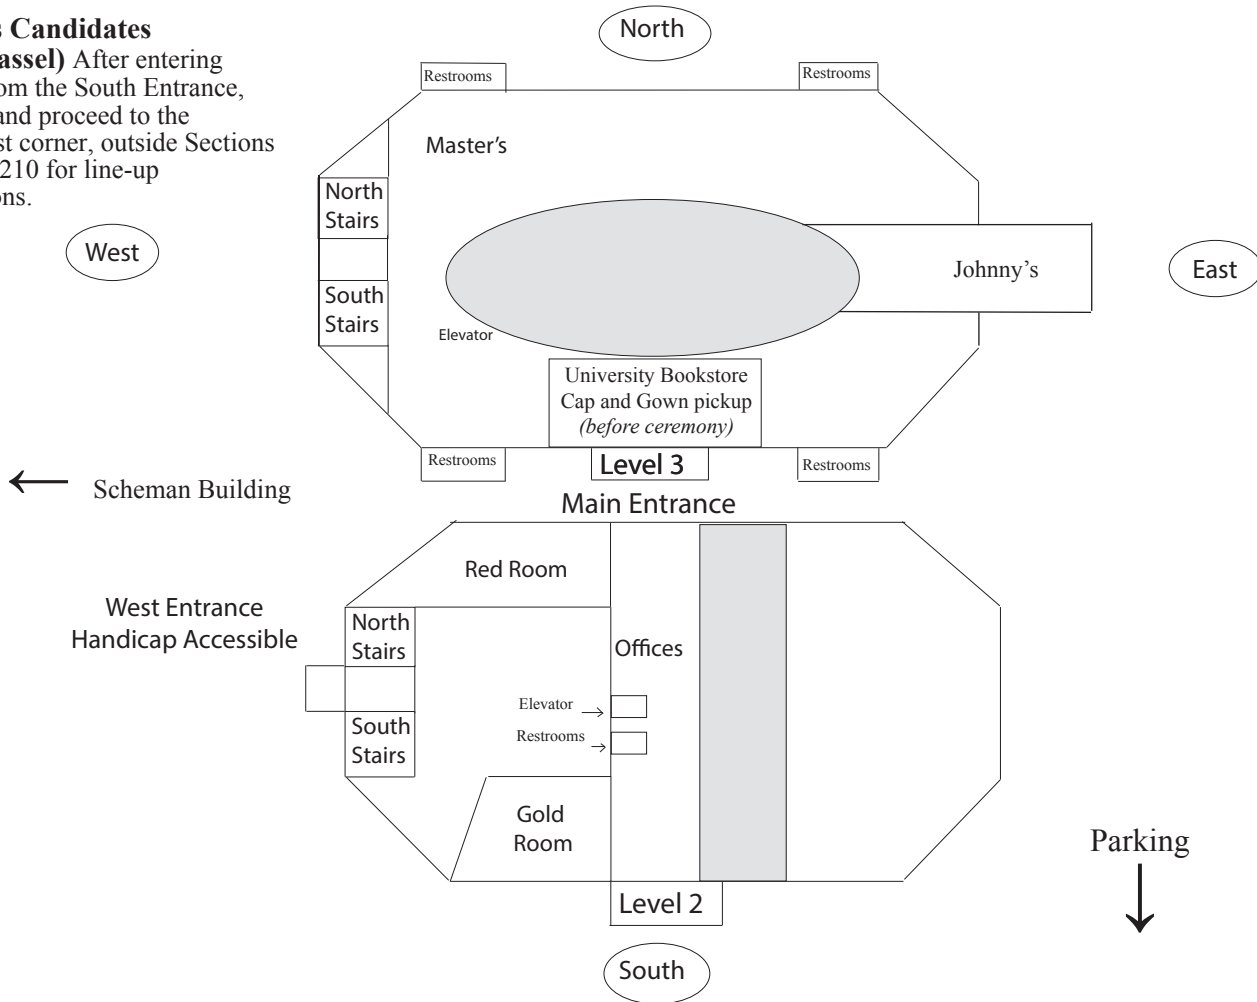 North
s Candidates
assel) After entering
om the South Entrance,
and proceed to the
st corner, outside Sections
210 for line-up
ons.
Restrooms
Restrooms
Master's
North
Stairs
West
South
Stairs
Elevator
Johnny's
East
University Bookstore
Cap and Gown pickup
(before ceremony)
Restrooms
Level 3
Restrooms
Scheman Building
Main Entrance
Red Room
West Entrance
Handicap Accessible
North
Stairs
Offices
Elevator
Restrooms
South
Stairs
Gold
Room
Parking
Level 2
South